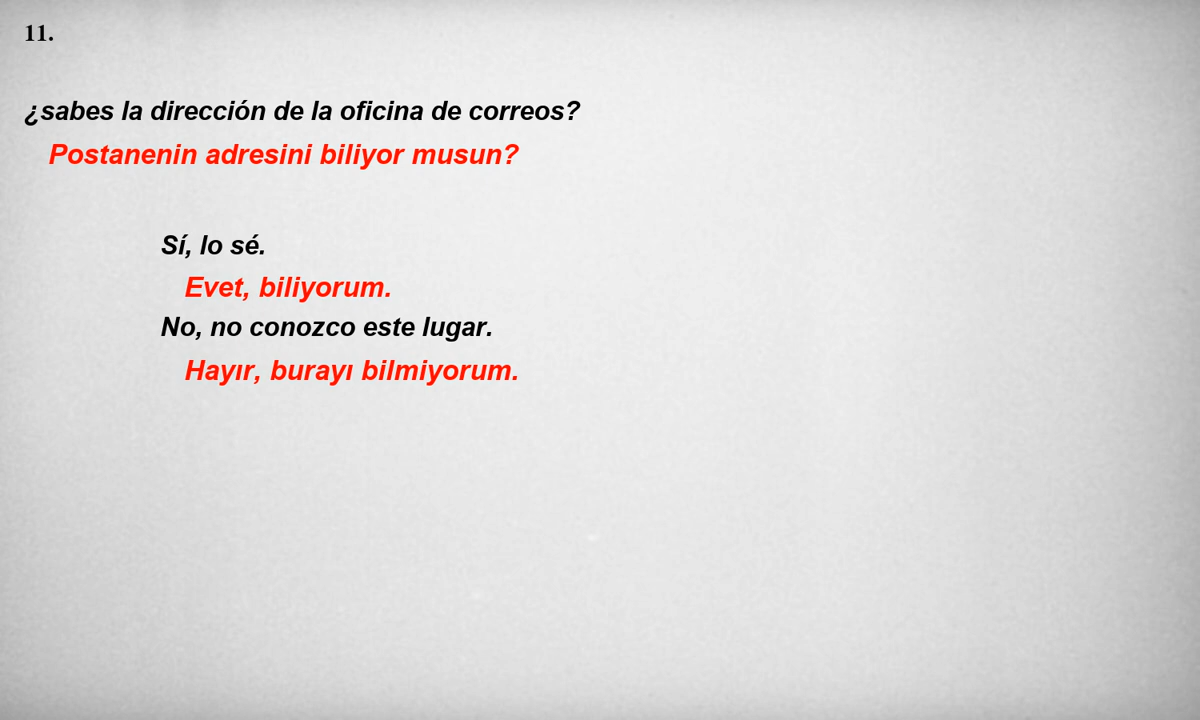 11.
¿sabes la dirección de la oficina de correos?
Postanenin adresini biliyor musun?
Sí, lo sé.
Evet, biliyorum.
No, no conozco este lugar.
Hayır, burayı bilmiyorum.